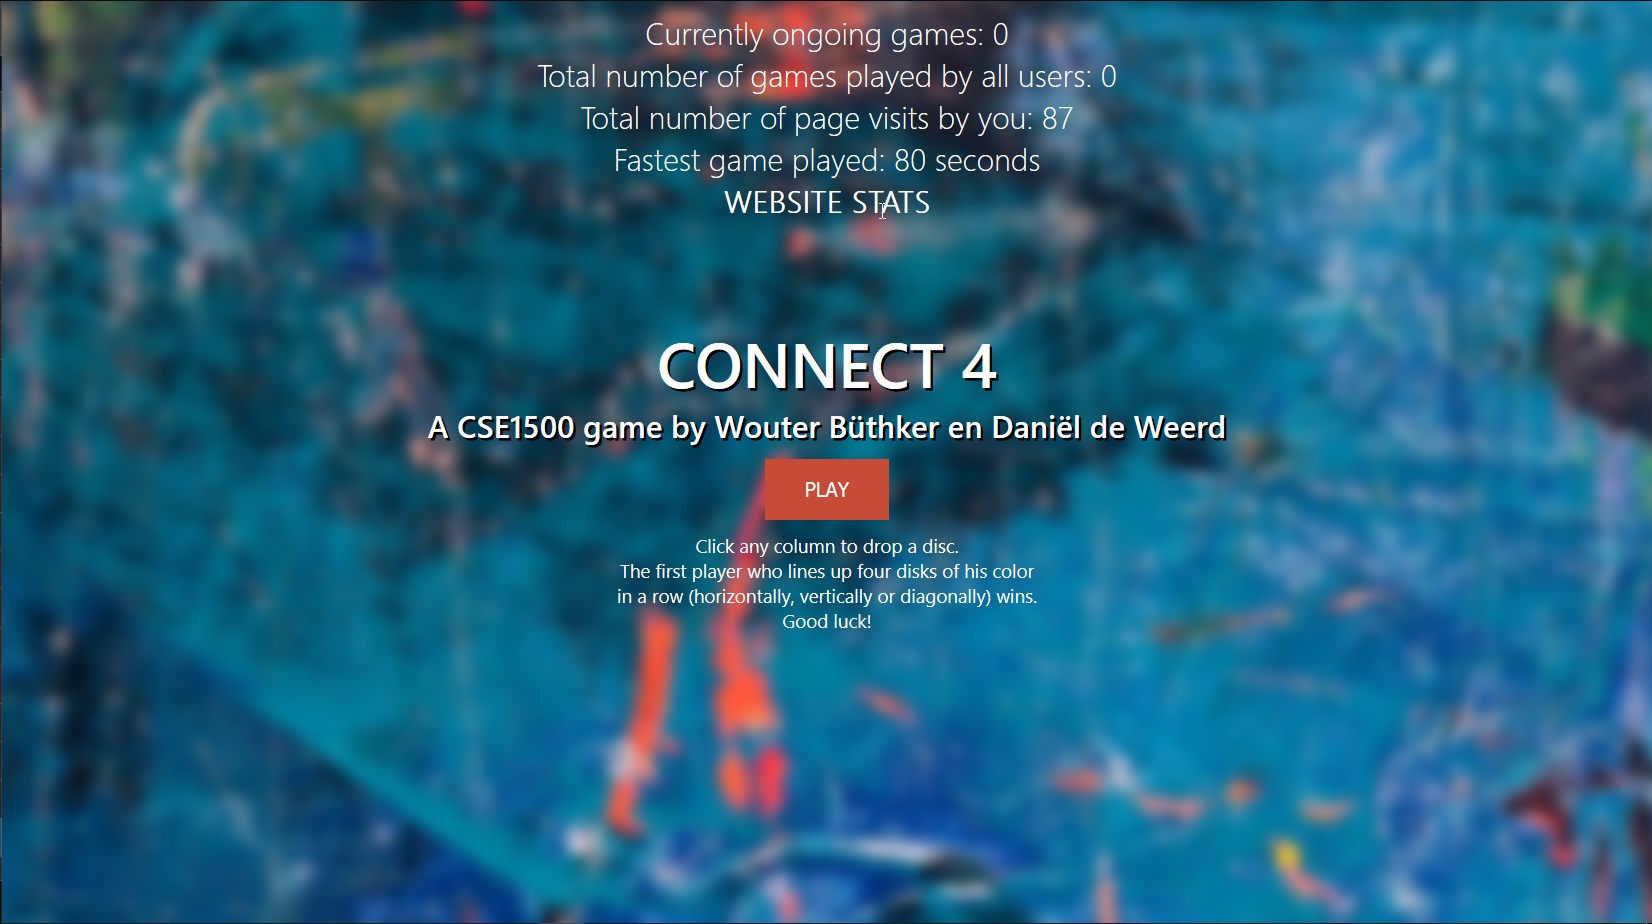 Currently ongoing games: 0
Total number of games played by all users: 0
Total number of page visits by you: 87
Fastest game played: 80 seconds
WEBSITE STATS
CONNECT 4
A CSE1500 game by Wouter Büthker en Daniël de Weerd
PLAY
Click any column to drop a disc.
The first player who lines up four disks of his color
in a row (horizontally, vertically or diagonally) wins.
Good luck!